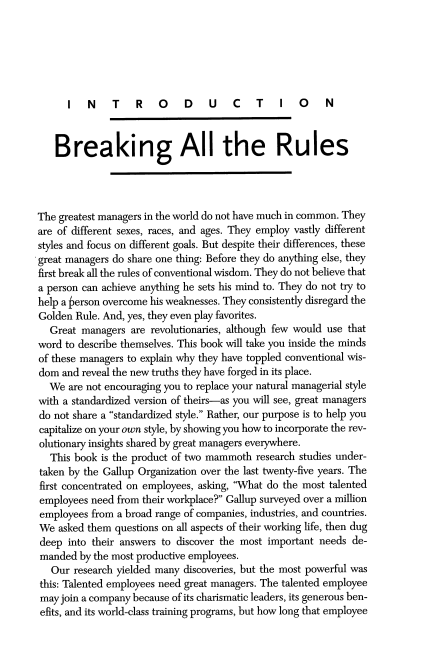 INTRODUCTION
Breaking All the Rules
The greatest managers in the world do not have much in common. They
are of different sexes, races, and ages. They employ vastly different
styles and focus on different goals. But despite their differences, these
great managers do share one thing: Before they do anything else, they
first break all the rules of conventional wisdom. They do not believe that
a person can achieve anything he sets his mind to. They do not try to
help a person overcome his weaknesses. They consistently disregard the
Golden Rule. And, yes, they even play favorites.
Great managers are revolutionaries, although few would use that
word to describe themselves. This book will take you inside the minds
of these managers to explain why they have toppled conventional wis-
dom and reveal the new truths they have forged in its place.
We are not encouraging you to replace your natural managerial style
with a standardized version of theirs—as you will see, great managers
do not share a “standardized style.” Rather, our purpose is to help you
capitalize on your own style, by showing you how to incorporate the rev-
olutionary insights shared by great managers everywhere.
This book is the product of two mammoth research studies under-
taken by the Gallup Organization over the last twenty-five years. The
first concentrated on employees, asking, “What do the most talented
employees need from their workplace?” Gallup surveyed over a million
employees from a broad range of companies, industries, and countries.
We asked them questions on all aspects of their working life, then dug
deep into their answers to discover the most important needs de-
manded by the most productive employees.
Our research yielded many discoveries, but the most powerful was
this: Talented employees need great managers. The talented employee
may join a company because of its charismatic leaders, its generous ben-
efits, and its world-class training programs, but how long that employee